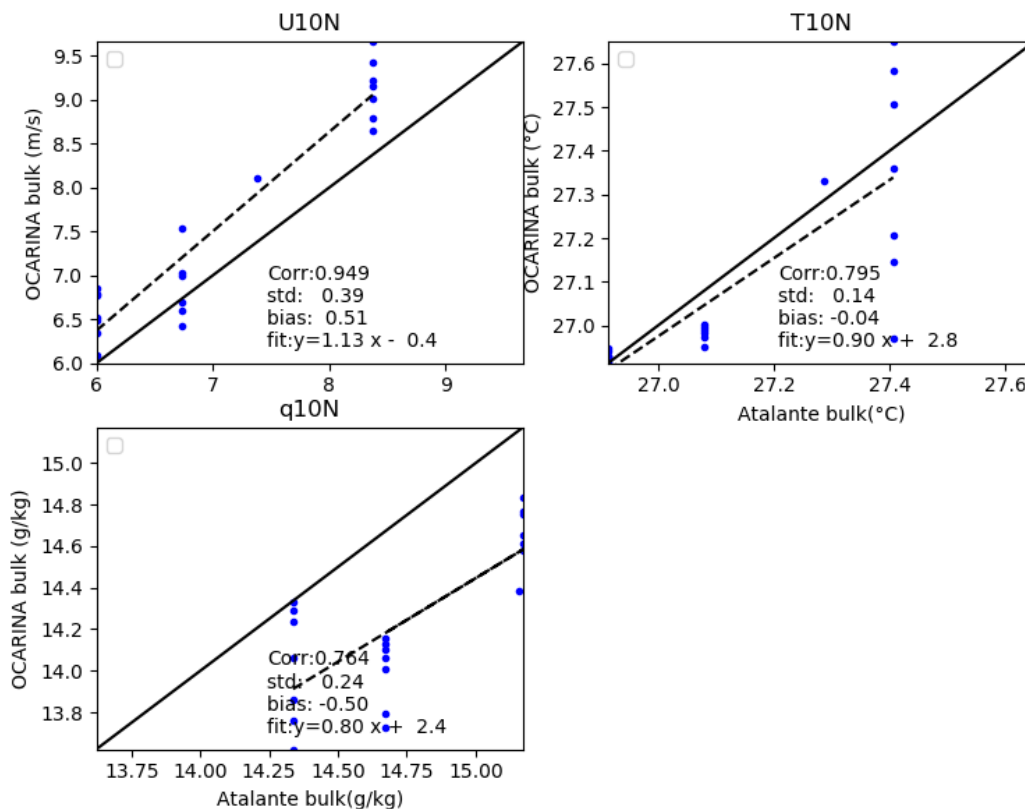 U10N
OCARINA bulk (m/s)
9.5
9.0
8.5
8.0
7.5
7.0
6.5
6.0
Corr:0.949
std: 0.39
bias: 0.51
fit:y=1.13 x - 0.4
6
7
8
9
T10N
OCARINA bulk (°C)
27.6
27.5
27.4
27.3
27.2
27.1
27.0
Corr:0.795
std: 0.14
bias: -0.04
fit:y=0.90 x + 2.8
27.0
27.2
27.4
27.6
Atalante bulk(°C)
q10N
OCARINA bulk (g/kg)
15.0
14.8
14.6
14.4
14.2
14.0
13.8
Corr:0.764
std: 0.24
bias: -0.50
fit:y=0.80 x + 2.4
13.75
14.00
14.25
14.50
14.75
15.00
Atalante bulk(g/kg)